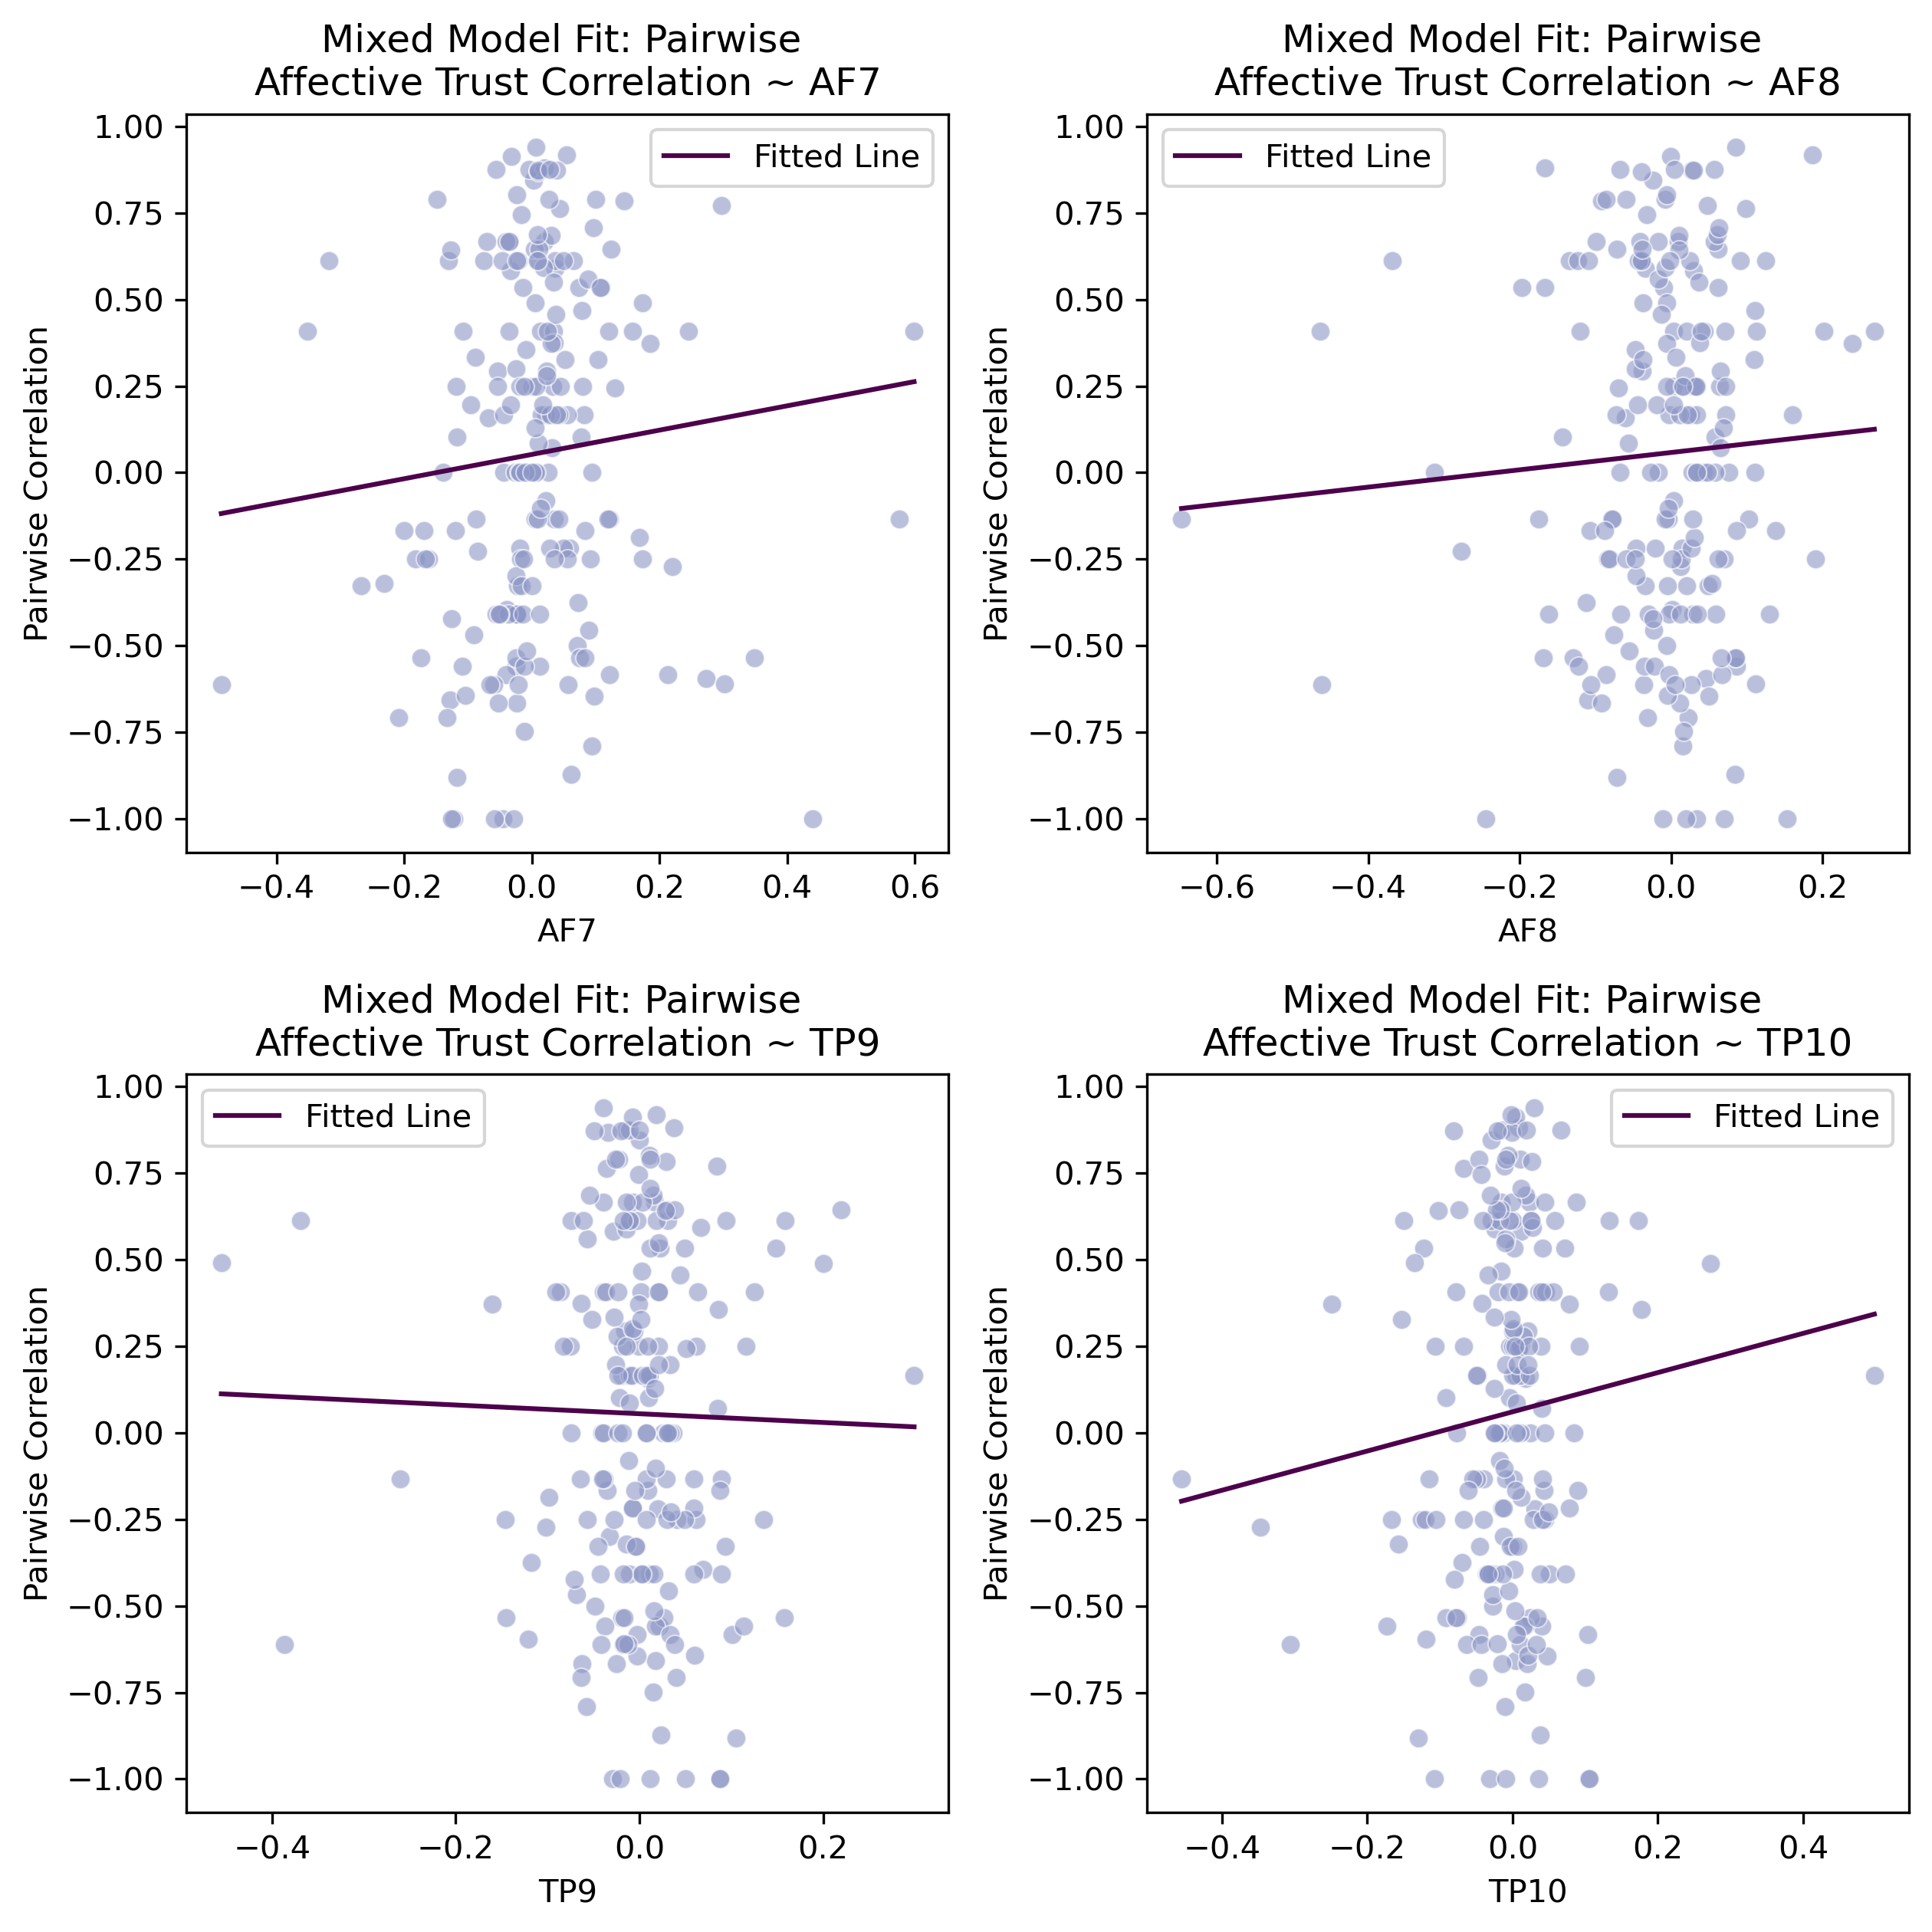 Mixed Model Fit: Pairwise
Affective Trust Correlation ~ AF7
Fitted Line
1.00
0.75
0.50
0.25
0.00
−0.25
−0.50
−0.75
−1.00
Pairwise Correlation
−0.4
−0.2
0.0
0.2
0.4
0.6
AF7
Mixed Model Fit: Pairwise
Affective Trust Correlation ~ AF8
Fitted Line
1.00
0.75
0.50
0.25
0.00
−0.25
−0.50
−0.75
−1.00
Pairwise Correlation
−0.6
−0.4
−0.2
0.0
0.2
AF8
Mixed Model Fit: Pairwise
Affective Trust Correlation ~ TP9
Fitted Line
1.00
0.75
0.50
0.25
0.00
−0.25
−0.50
−0.75
−1.00
Pairwise Correlation
−0.4
−0.2
0.0
0.2
TP9
Mixed Model Fit: Pairwise
Affective Trust Correlation ~ TP10
Fitted Line
1.00
0.75
0.50
0.25
0.00
−0.25
−0.50
−0.75
−1.00
Pairwise Correlation
−0.4
−0.2
0.0
0.2
0.4
TP10